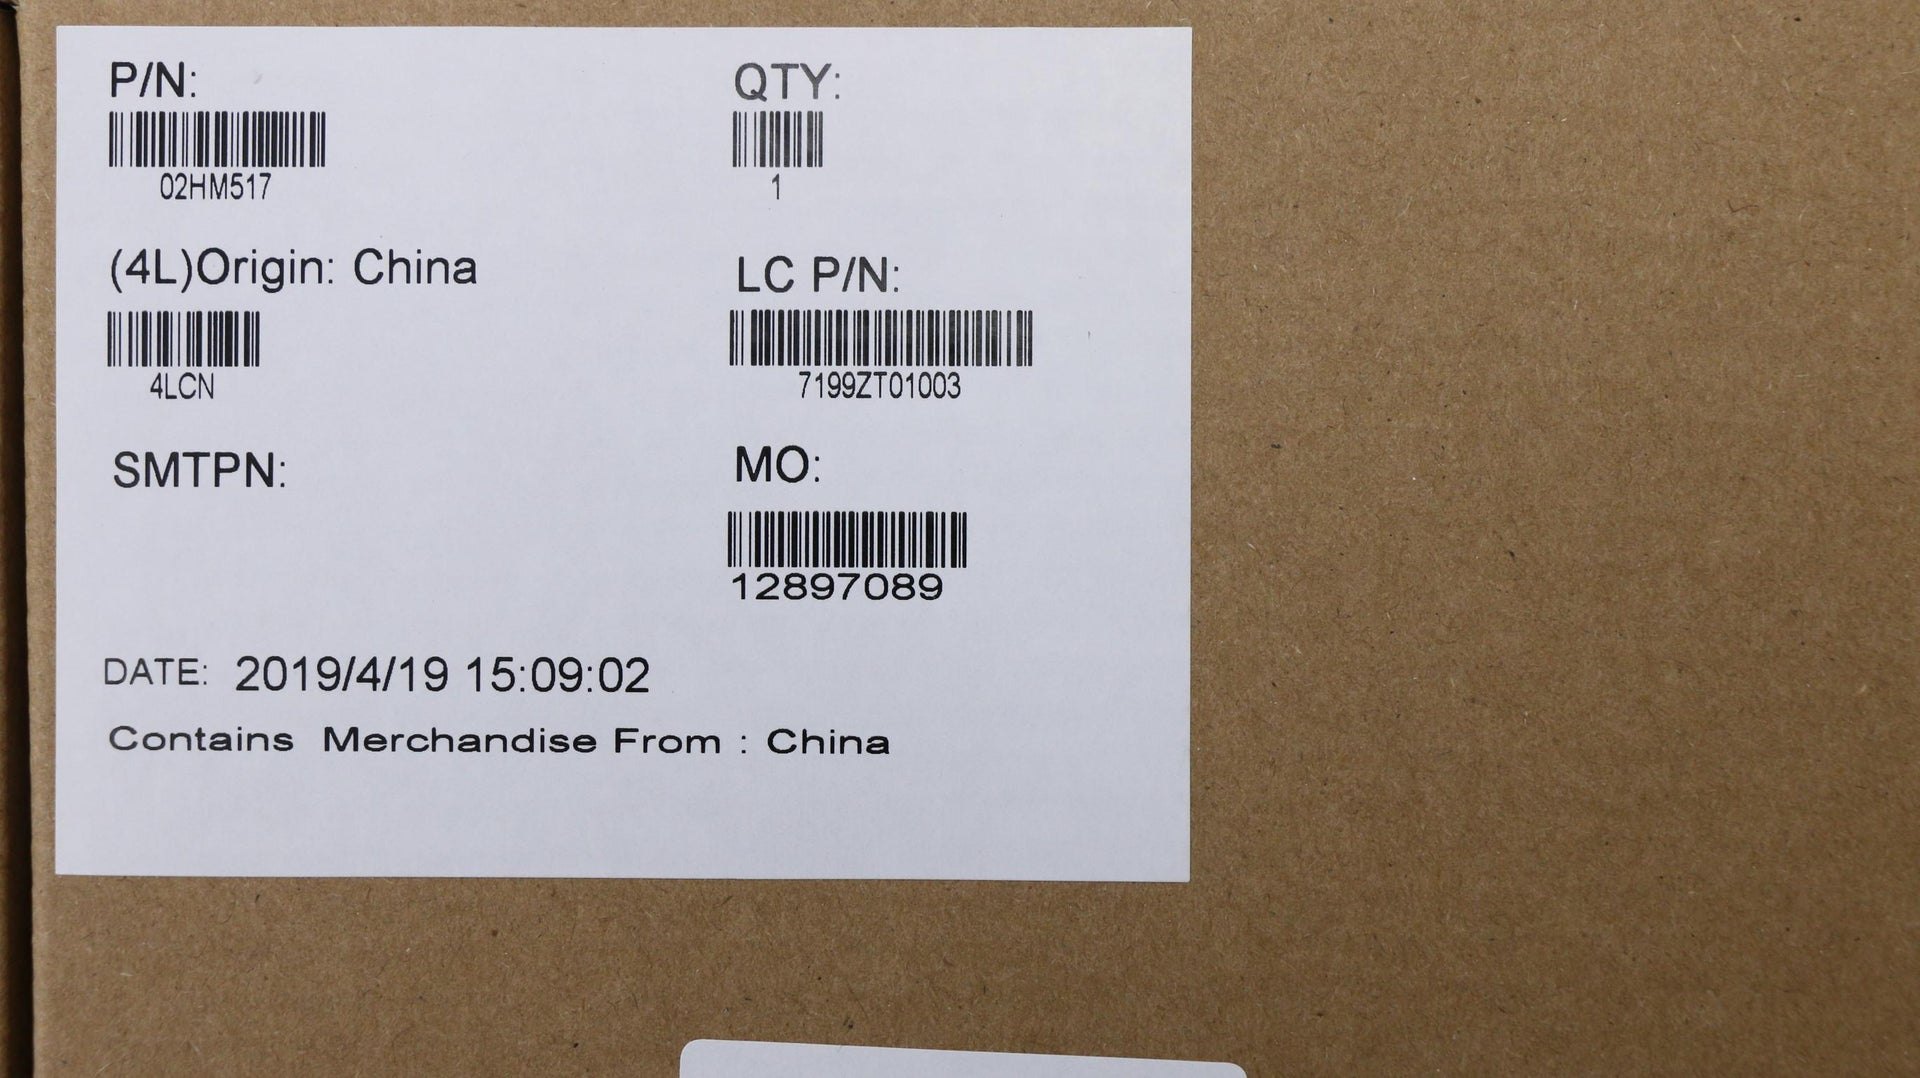 P/N:
QTY:
02HM517
1
(4L)Origin: China
LC P/N:
4LCN
7199ZT01003
SMTPN:
MO:
12897089
DATE: 2019/4/19 15:09:02
Contains Merchandise From : China